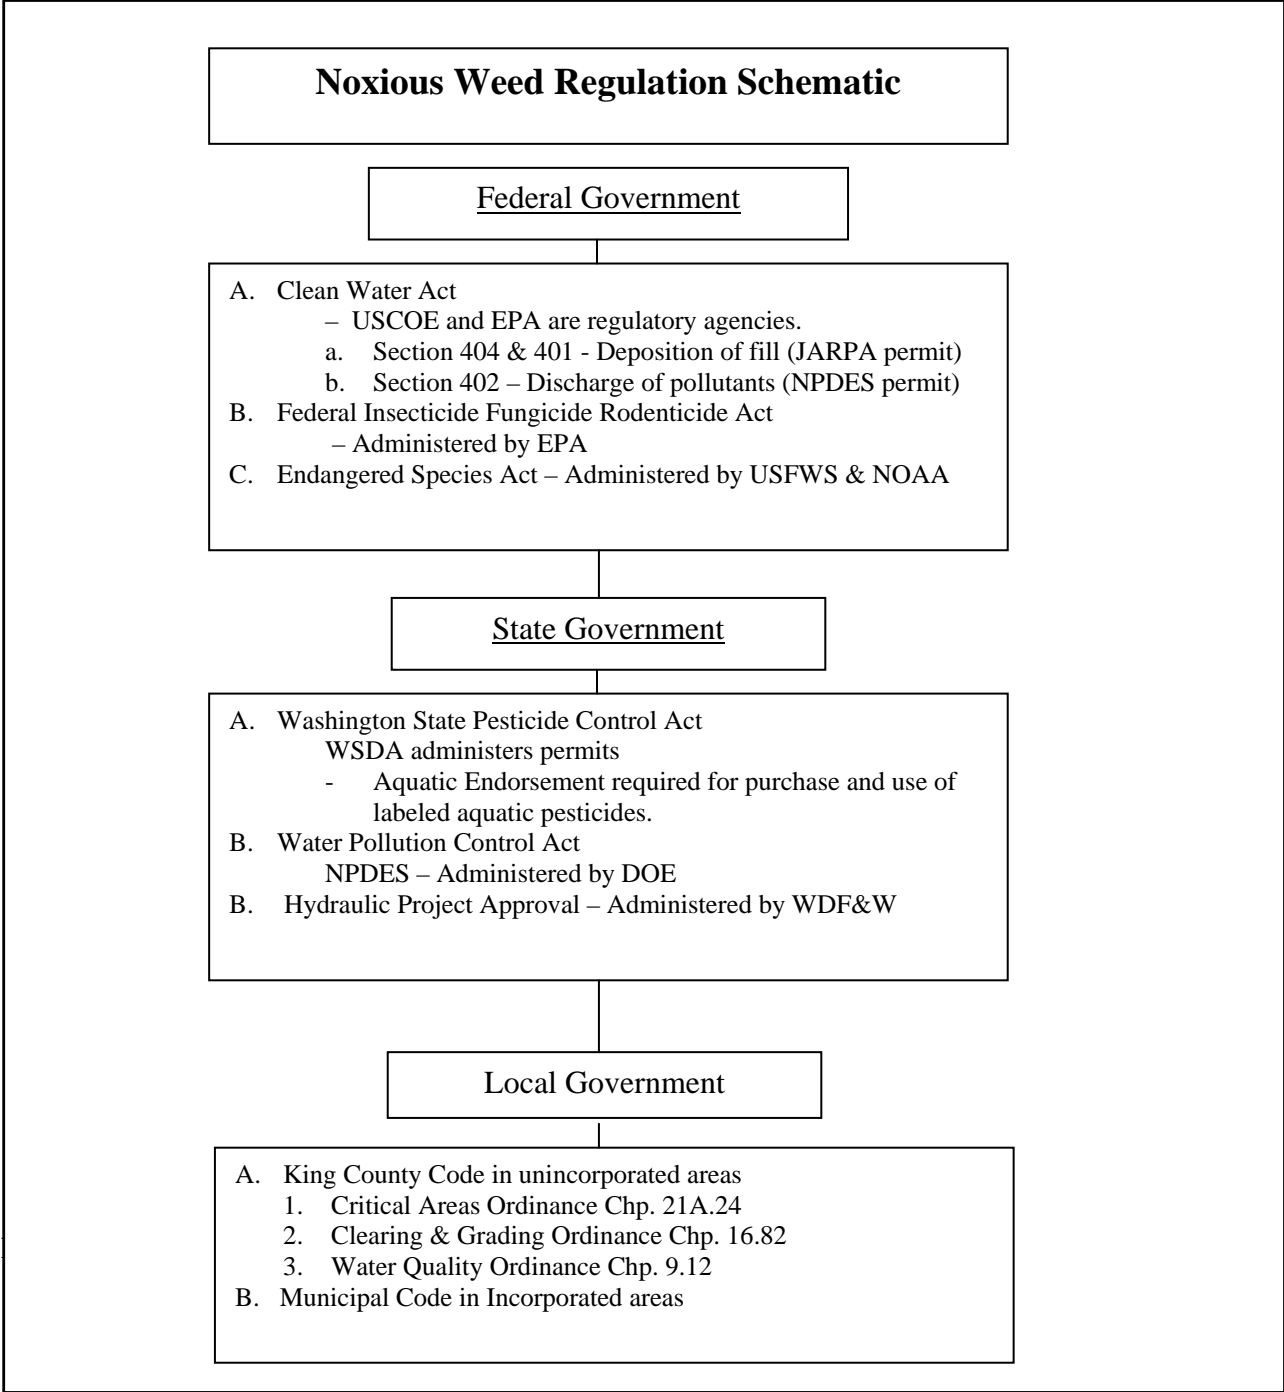 Noxious Weed Regulation Schematic
Federal Government
A. Clean Water Act
– USCOE and EPA are regulatory agencies.
a. Section 404 & 401 - Deposition of fill (JARPA permit)
b. Section 402 – Discharge of pollutants (NPDES permit)
B. Federal Insecticide Fungicide Rodenticide Act
– Administered by EPA
C. Endangered Species Act – Administered by USFWS & NOAA
State Government
A. Washington State Pesticide Control Act
WSDA administers permits
- Aquatic Endorsement required for purchase and use of
labeled aquatic pesticides.
B. Water Pollution Control Act
NPDES – Administered by DOE
B. Hydraulic Project Approval – Administered by WDF&W
Local Government
A. King County Code in unincorporated areas
1. Critical Areas Ordinance Chp. 21A.24
2. Clearing & Grading Ordinance Chp. 16.82
3. Water Quality Ordinance Chp. 9.12
B. Municipal Code in Incorporated areas